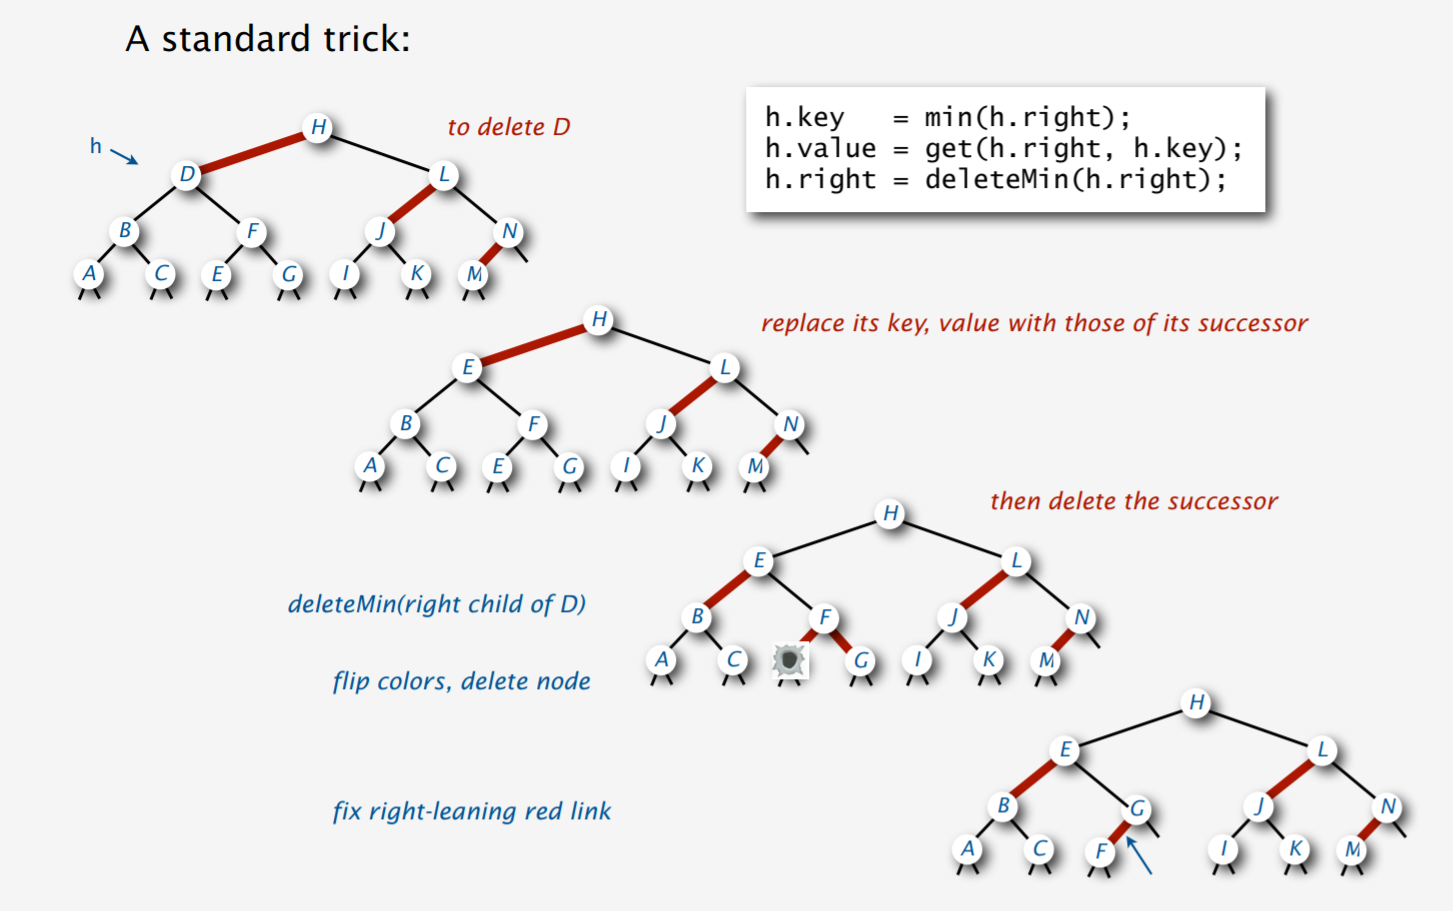 A standard trick:
h
to delete D
H
D L
B F J N
A C E G I K M
h.key   = min(h.right);
h.value = get(h.right, h.key);
h.right = deleteMin(h.right);
replace its key, value with those of its successor
H
E L
B F J N
A C E G I K M
then delete the successor
deleteMin(right child of D)
flip colors, delete node
H
E L
B F J N
A C G I K M
fix right-leaning red link
H
E L
B G J N
A C F I K M